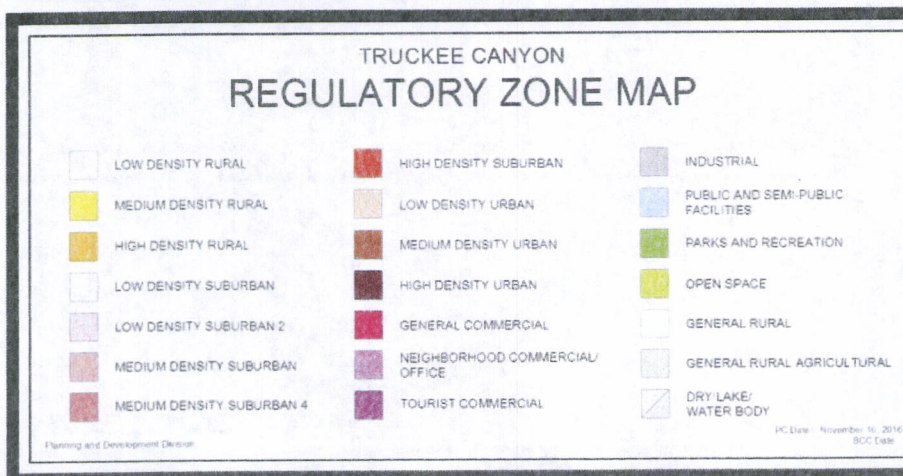 TRUCKEE CANYON
REGULATORY ZONE MAP
LOW DENSITY RURAL
MEDIUM DENSITY RURAL
HIGH DENSITY RURAL
LOW DENSITY SUBURBAN
LOW DENSITY SUBURBAN 2
MEDIUM DENSITY SUBURBAN
MEDIUM DENSITY SUBURBAN 4
HIGH DENSITY SUBURBAN
LOW DENSITY URBAN
MEDIUM DENSITY URBAN
HIGH DENSITY URBAN
GENERAL COMMERCIAL
NEIGHBORHOOD COMMERCIAL/
OFFICE
TOURIST COMMERCIAL
INDUSTRIAL
PUBLIC AND SEMI-PUBLIC
FACILITIES
PARKS AND RECREATION
OPEN SPACE
GENERAL RURAL
GENERAL RURAL AGRICULTURAL
DRY LAKE/
WATER BODY
Planning and Development Division
PC Date: November 16, 2016
BCC Date: